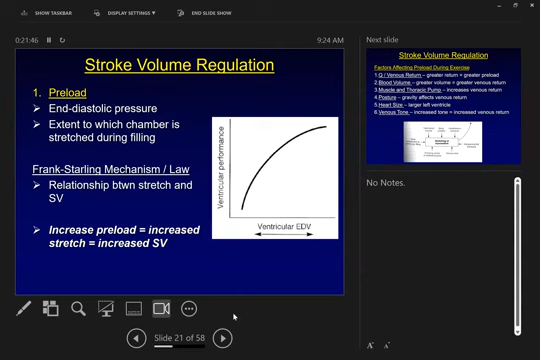 SHOW TASKBAR
DISPLAY SETTINGS
END SLIDE SHOW
0:21:46
9:24 AM
Stroke Volume Regulation
1. Preload
End-diastolic pressure
Extent to which chamber is
stretched during filling
Frank-Starling Mechanism / Law
Relationship btwn stretch and
SV
Increase preload = increased
stretch = increased SV
Ventricular performance
Ventricular EDV
Slide 21 of 58
Next slide
Stroke Volume Regulation
Factors Affecting Preload During Exercise
1. Q / Venous Return – greater return = greater preload
2. Blood Volume – greater volume = greater venous return
3. Muscle and Thoracic Pump – increases venous return
4. Posture – gravity affects venous return
5. Heart Size – larger left ventricle
6. Venous Tone – increased tone = increased venous return
No Notes.
A A